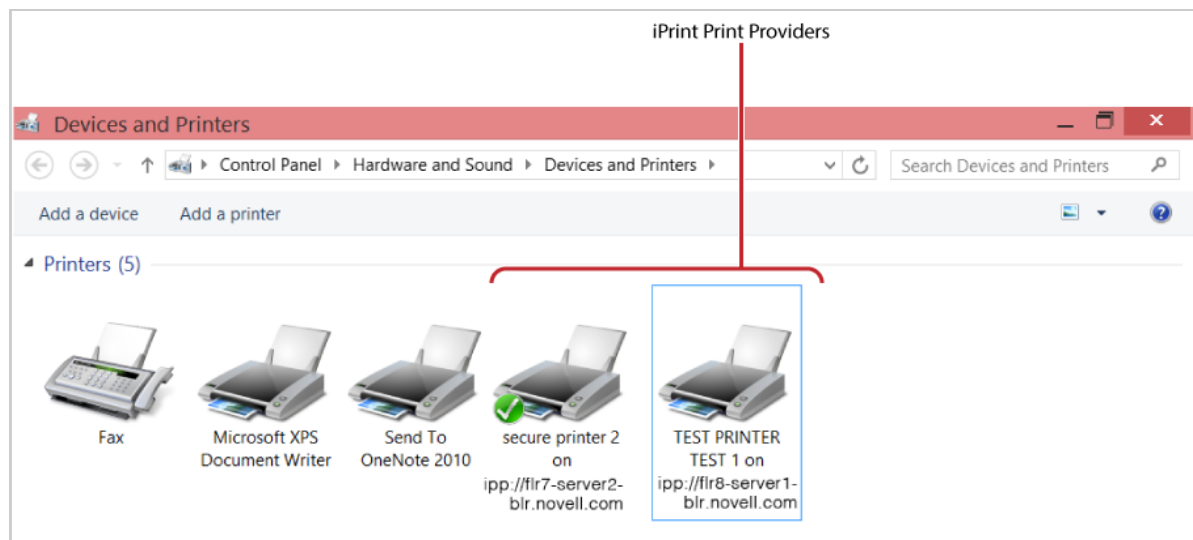 iPrint Print Providers
Devices and Printers
Control Panel Hardware and Sound Devices and Printers Search Devices and Printers
Add a device Add a printer
Printers (5)
Fax
Microsoft XPS
Document Writer
Send To
OneNote 2010
secure printer 2
on
ipp://flr7-server2-
blr.novell.com
TEST PRINTER
TEST 1 on
ipp://flr8-server1-
blr.novell.com